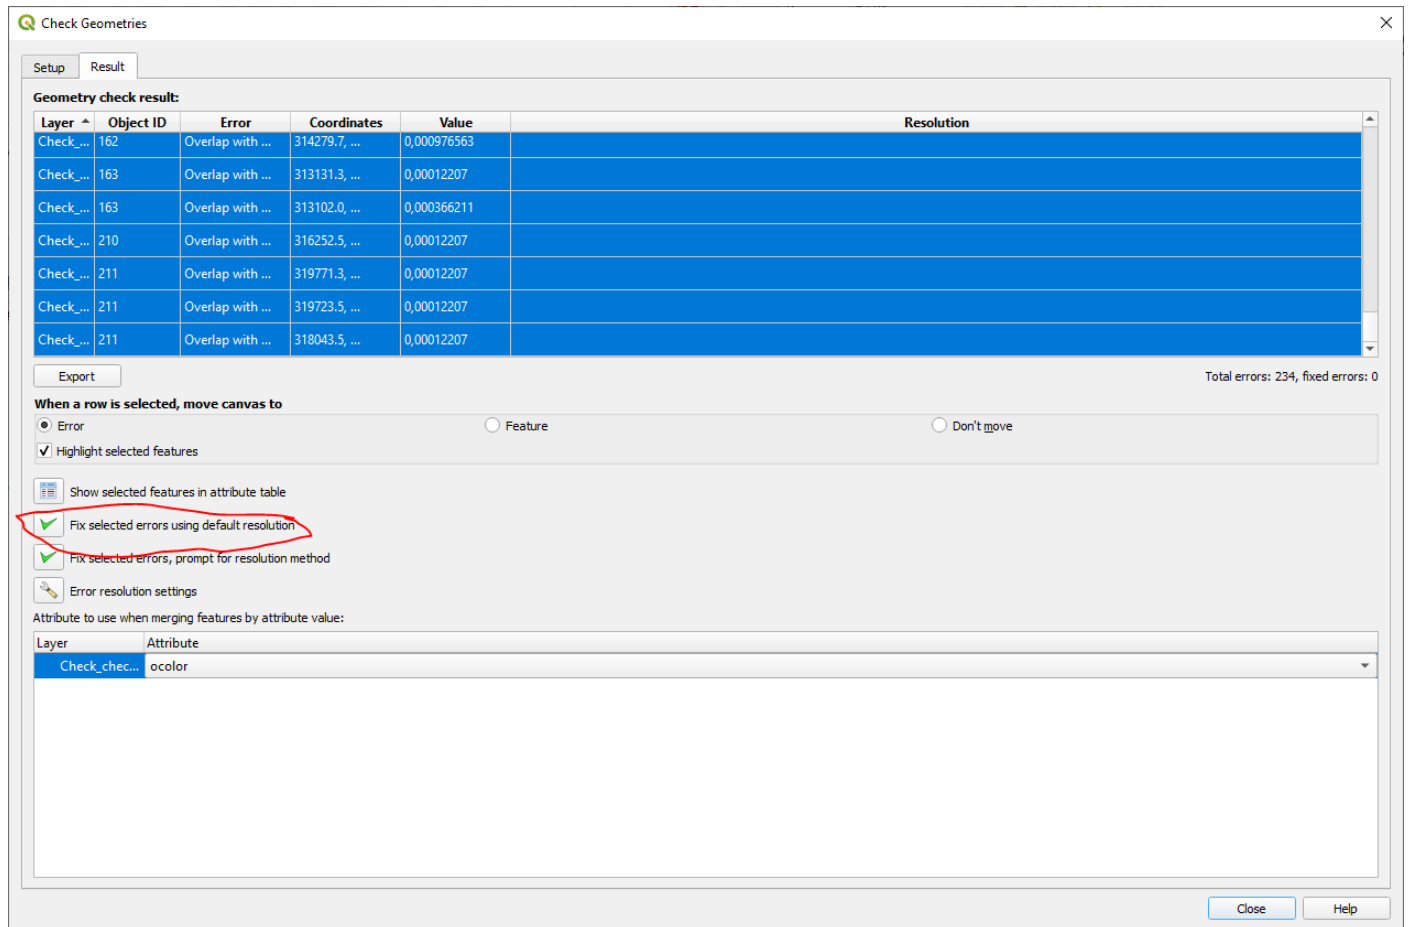 Check Geometries
Setup Result
Geometry check result:
Layer Object ID Error Coordinates Value Resolution
Check_... 162 Overlap with ... 314279.7, ... 0,000976563
Check_... 163 Overlap with ... 313131.3, ... 0,00012207
Check_... 163 Overlap with ... 313102.0, ... 0,000366211
Check_... 210 Overlap with ... 316252.5, ... 0,00012207
Check_... 211 Overlap with ... 319771.3, ... 0,00012207
Check_... 211 Overlap with ... 319723.5, ... 0,00012207
Check_... 211 Overlap with ... 318043.5, ... 0,00012207
Export Total errors: 234, fixed errors: 0
When a row is selected, move canvas to
Error Feature Don't move
Highlight selected features
Show selected features in attribute table
Fix selected errors using default resolution
Fix selected errors, prompt for resolution method
Error resolution settings
Attribute to use when merging features by attribute value:
Layer Attribute
Check_chec... ocolor
Close Help